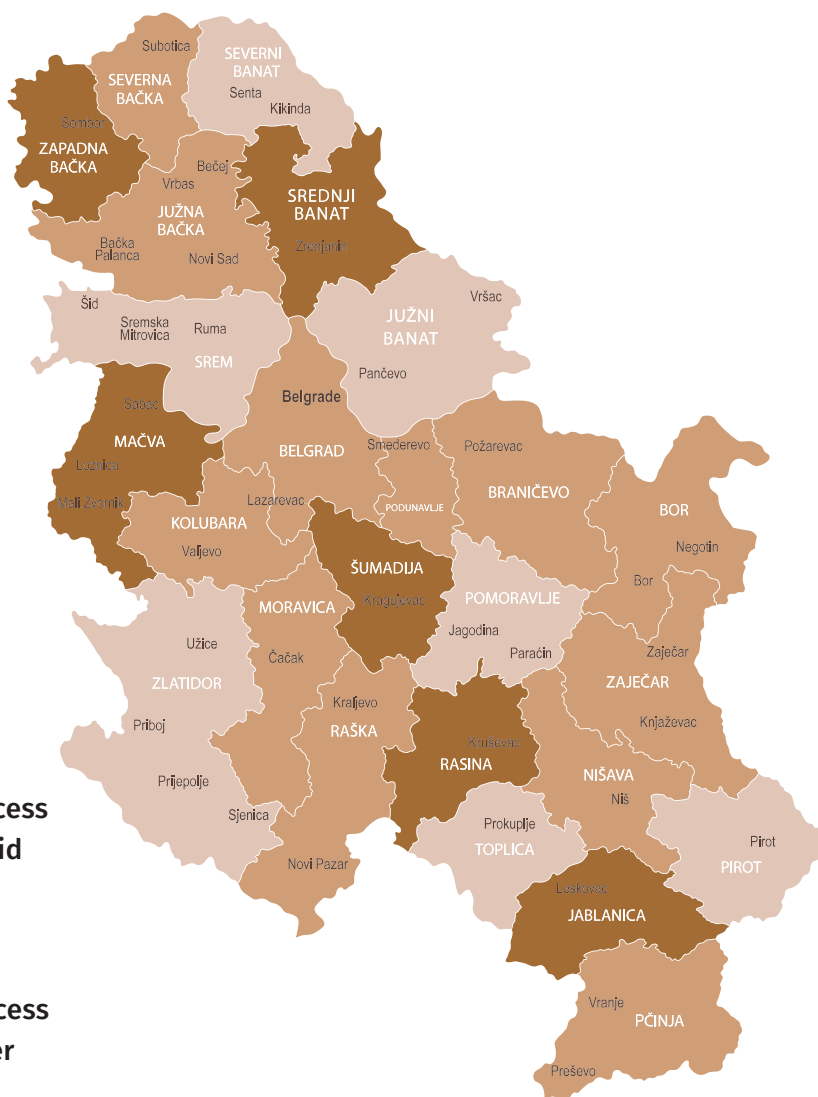 Subotica
SEVERNA
BAČKA
SEVERNI
BANAT
Senta
Kikinda
Sombor
ZAPADNA
BAČKA
Bečej
Vrbas
JUŽNA
BAČKA
Bačka
Palanca
Novi Sad
SREDNJI
BANAT
Zrenjanin
Šid
Sremska
Mitrovica
Ruma
SREM
Vršac
JUŽNI
BANAT
Pančevo
Belgrade
BELGRAD
Sabac
MAČVA
Loznica
Mali Zvornik
Smederevo
PODUNAVLJE
Požarevac
BRANIČEVO
BOR
Negotin
Bor
Lazarevac
KOLUBARA
Valjevo
ŠUMADIJA
Kragujevac
MORAVICA
Čačak
POMORAVLJE
Jagodina
Paraćin
Užice
ZLATIDOR
Priboj
Prijepolje
Sjenica
Zaječar
ZAJEČAR
Knjaževac
Kraljevo
RAŠKA
Novi Pazar
Kruševac
RASINA
NIŠAVA
Niš
Prokuplje
TOPLICA
Pirot
PIROT
Leskovac
JABLANICA
Vranje
PČINJA
Preševo
cess
id
cess
er